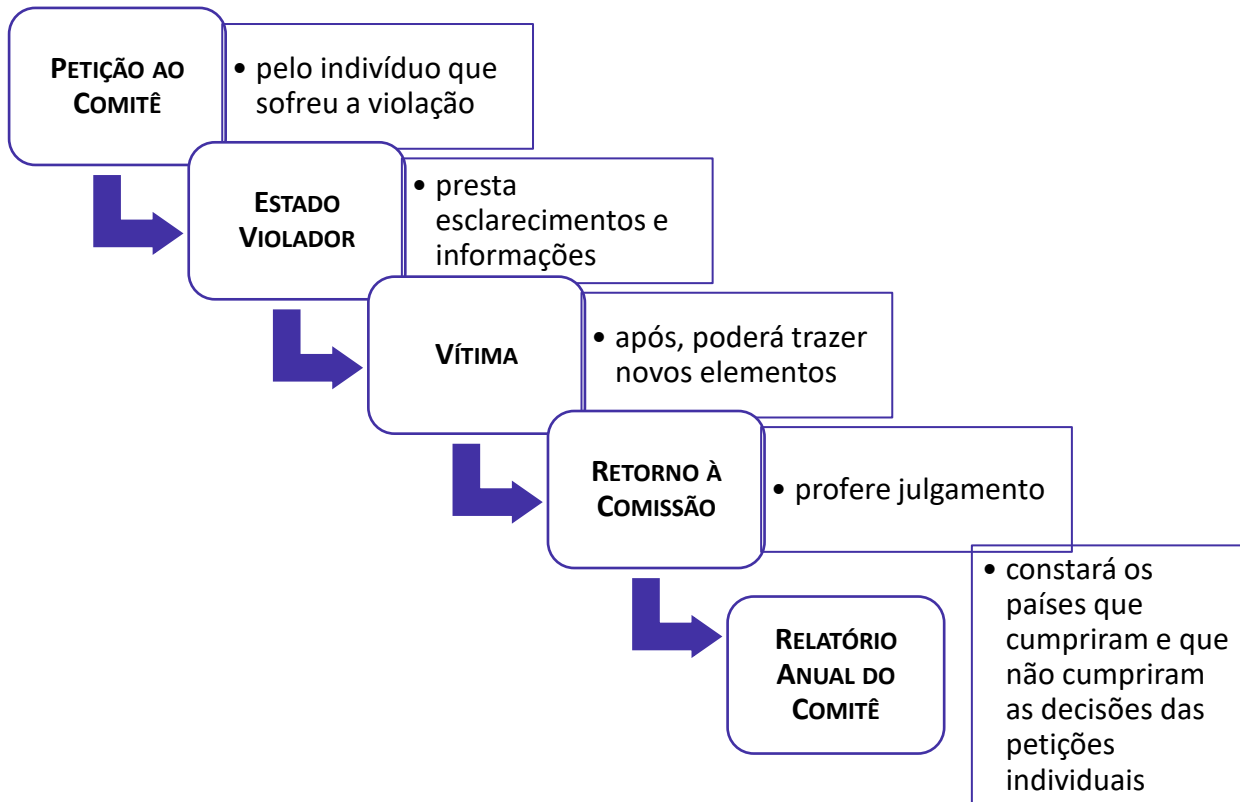 PETIÇÃO AO
COMITÊ
• pelo indivíduo que
sofreu a violação
ESTADO
VIOLADOR
• presta
esclarecimentos e
informações
VÍTIMA
• após, poderá trazer
novos elementos
RETORNO À
COMISSÃO
• profere julgamento
RELATÓRIO
ANUAL DO
COMITÊ
• constará os
países que
cumpriram e que
não cumpriram
as decisões das
petições
individuais